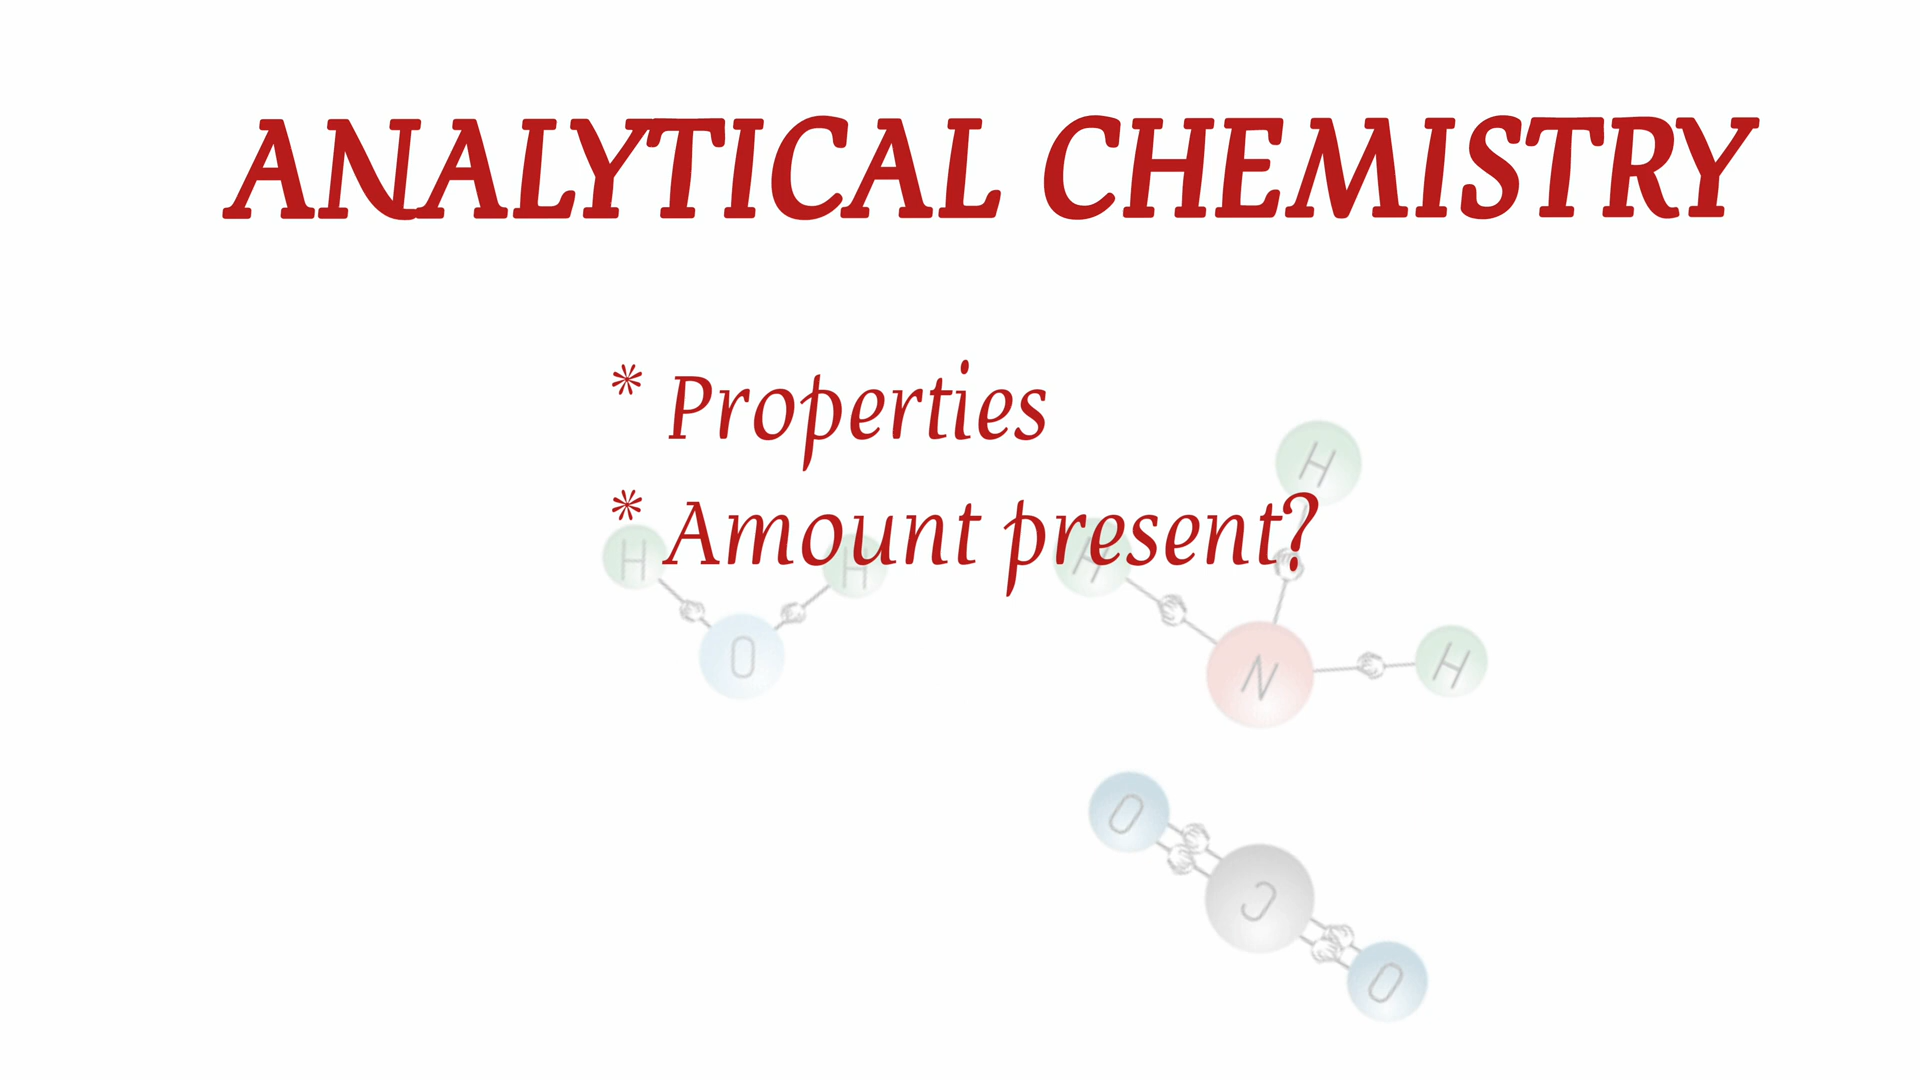 ANALYTICAL CHEMISTRY
* Properties
* Amount present?
H
H
H
H
O
N
H
O
C
O